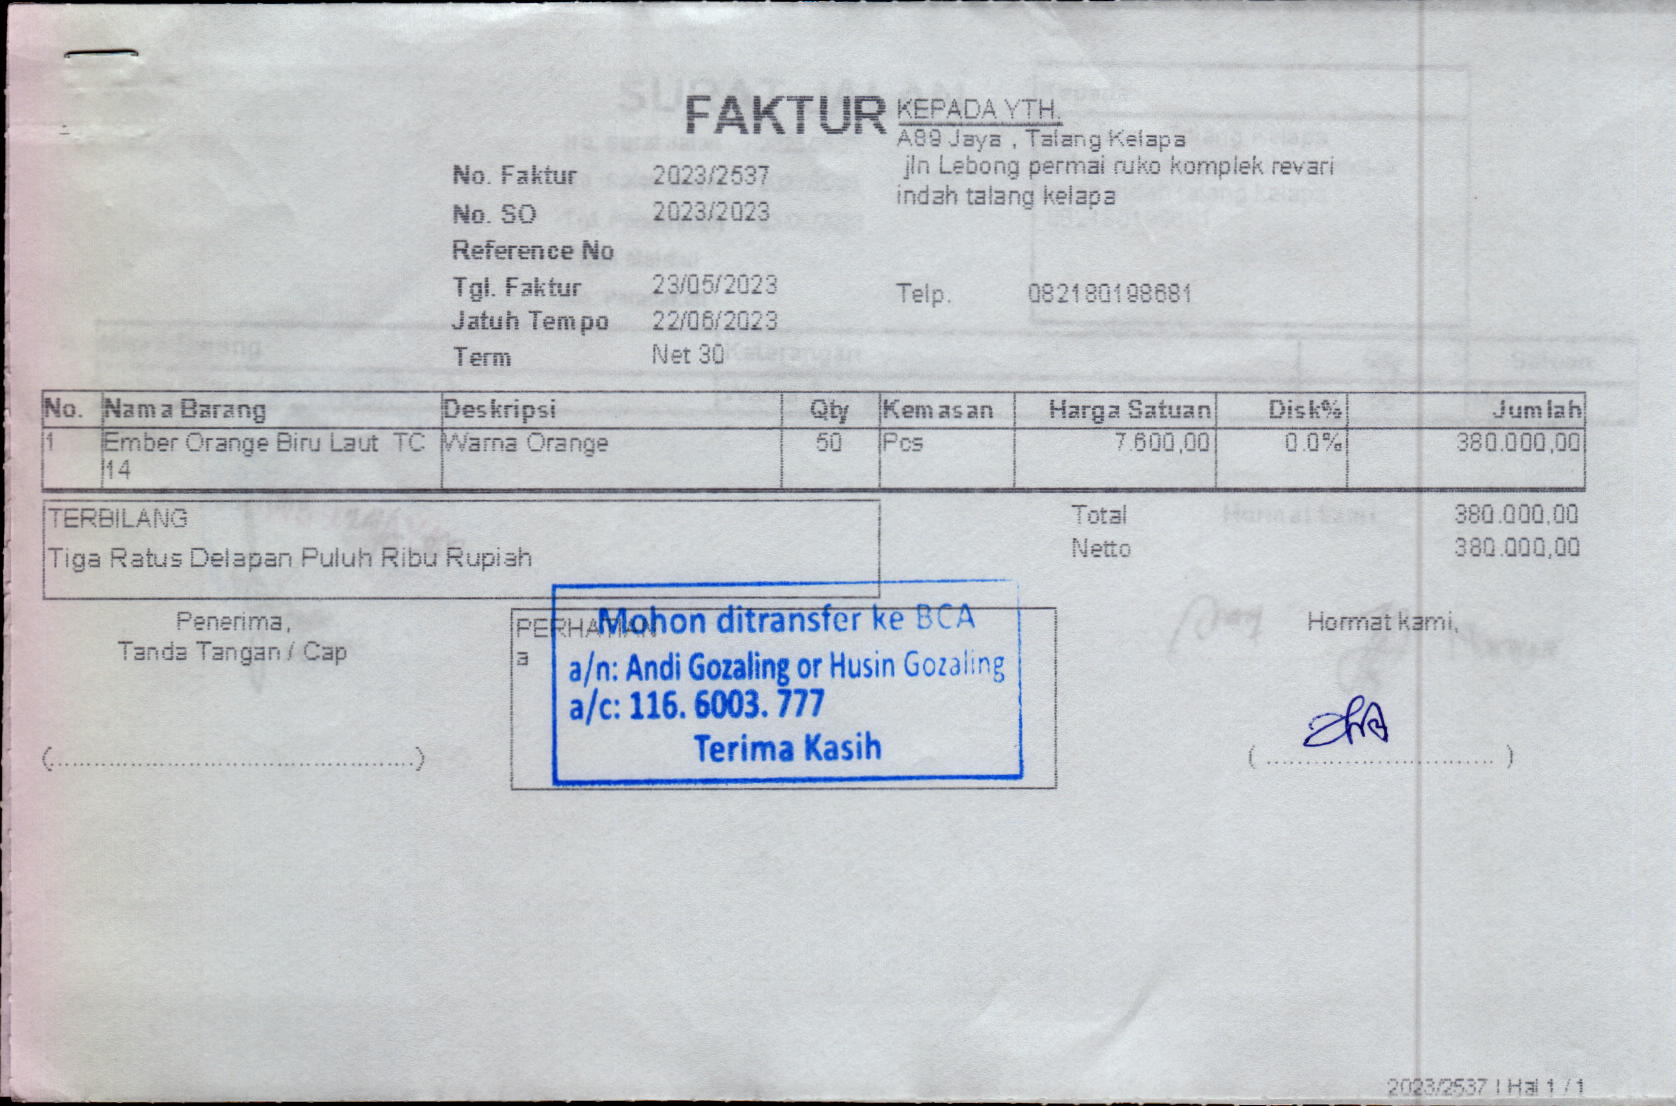 FAKTUR
KEPADA YTH.
A89 Jaya , Talang Kelapa
jln Lebong permai ruko komplek revari
indah talang kelapa
Telp. 082180198681
No. Faktur 2023/2537
No. SO 2023/2023
Reference No
Tgl. Faktur 23/05/2023
Jatuh Tempo 22/06/2023
Term Net 30
No. Nama Barang Deskripsi Qty Kemasan Harga Satuan Disk% Jumlah
1 Ember Orange Biru Laut TC Warna Orange 50 Pcs 7.600,00 0.0% 380.000,00
14
TERBILANG
Tiga Ratus Delapan Puluh Ribu Rupiah
Total 380.000,00
Netto 380.000,00
Penerima,
Tanda Tangan / Cap
(..........................................)
PERHATIAN
a
Mohon ditransfer ke BCA
a/n: Andi Gozaling or Husin Gozaling
a/c: 116. 6003. 777
Terima Kasih
Hormat kami,
( ............................ )
2023/2537 | Hal 1 / 1